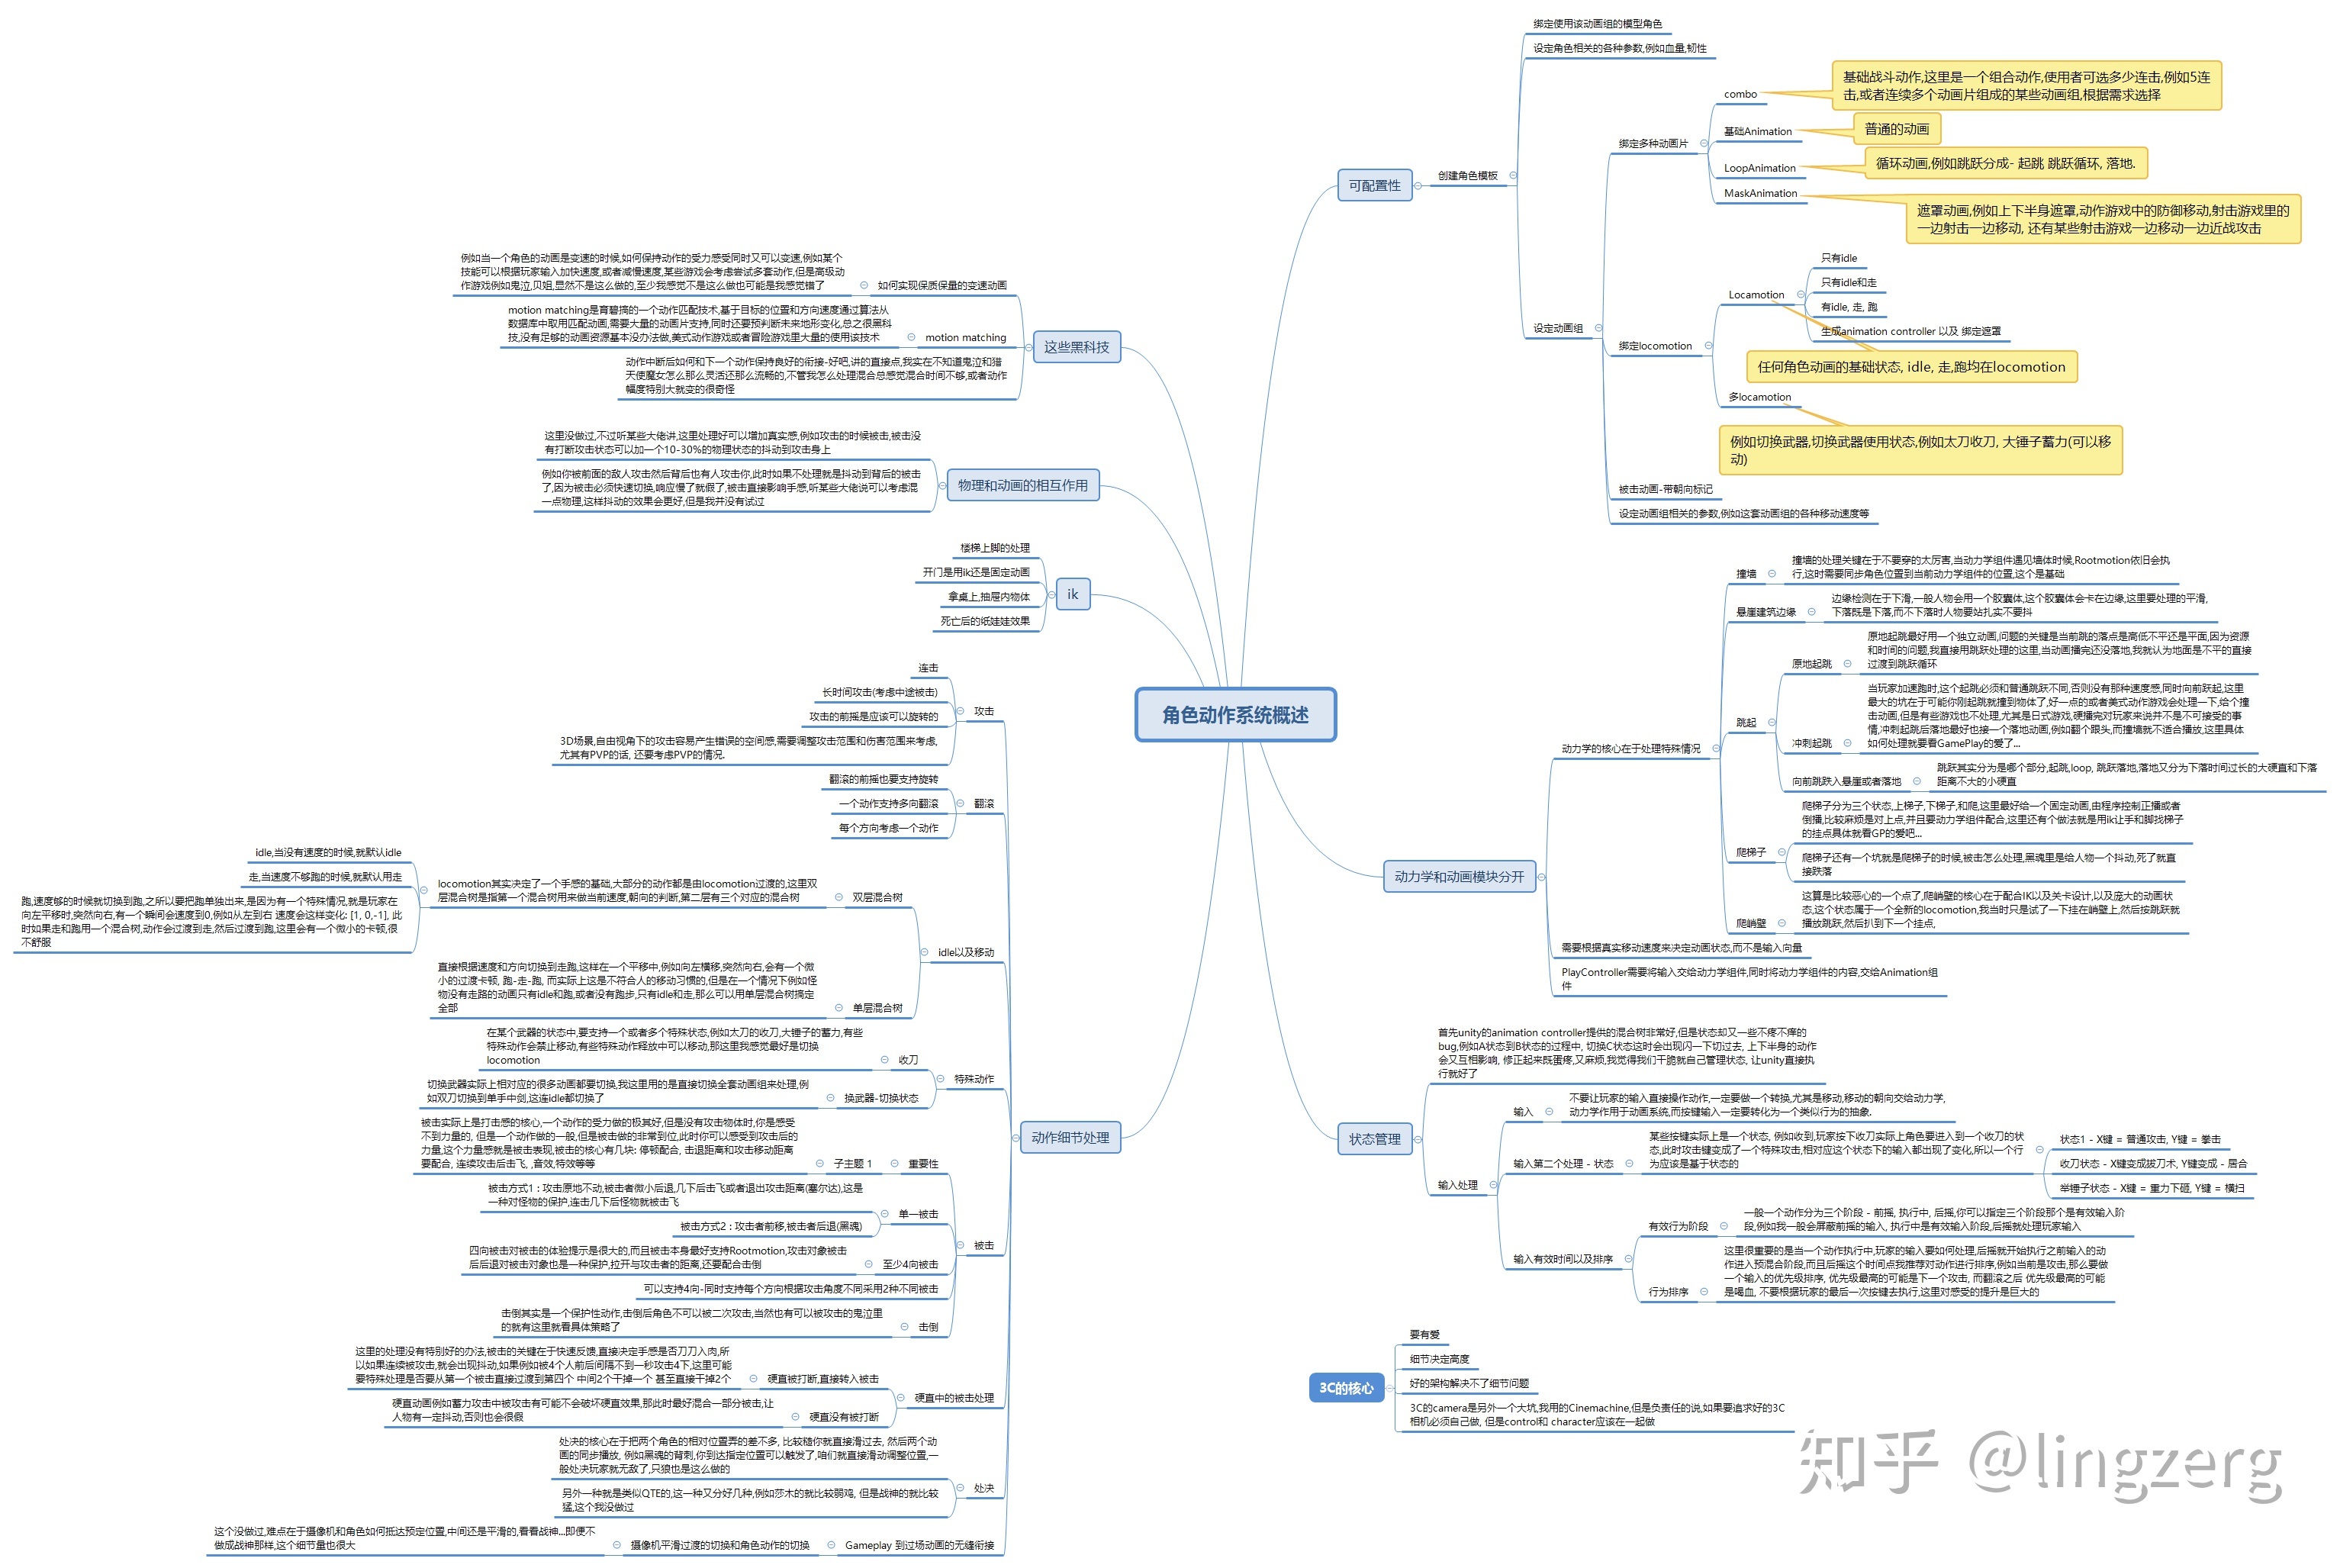 角色动作系统概述
可配置性
创建角色模板
绑定使用该动画组的模型角色
设定角色相关的各种参数,例如血量,韧性
设定动画组
绑定多种动画片
combo
基础战斗动作,这里是一个组合动作,使用者可选多少连击,例如5连
击,或者连续多个动画片组成的某些动画组,根据需求选择
基础Animation
普通的动画
LoopAnimation
循环动画,例如跳跃分成- 起跳 跳跃循环, 落地.
MaskAnimation
遮罩动画,例如上下半身遮罩,动作游戏中的防御移动,射击游戏里的
一边射击一边移动, 还有某些射击游戏一边移动一边近战攻击
绑定locomotion
Locamotion
只有idle
只有idle和走
有idle, 走, 跑
生成animation controller 以及 绑定遮罩
任何角色动画的基础状态, idle, 走,跑均在locomotion
多locamotion
例如切换武器,切换武器使用状态,例如太刀收刀, 大锤子蓄力(可以移
动)
被击动画-带朝向标记
设定动画组相关的参数,例如这套动画组的各种移动速度等
动力学和动画模块分开
动力学的核心在于处理特殊情况
撞墙
撞墙的处理关键在于不要穿的太厉害,当动力学组件遇见墙体时候,Rootmotion依旧会执
行,这时需要同步角色位置到当前动力学组件的位置,这个是基础
悬崖建筑边缘
边缘检测在于下滑,一般人物会用一个胶囊体,这个胶囊体会卡在边缘,这里要处理的平滑,
下落既是下落,而不下落时人物要站扎实不要抖
跳起
原地起跳
原地起跳最好用一个独立动画,问题的关键是当前跳的落点是高低不平还是平面,因为资源
和时间的问题,我直接用跳跃处理的这里,当动画播完还没落地,我就认为地面是不平的直接
过渡到跳跃循环
冲刺起跳
当玩家加速跑时,这个起跳必须和普通跳跃不同,否则没有那种速度感,同时向前跃起,这里
最大的坑在于可能你刚起跳就撞到物体了,好一点的或者美式动作游戏会处理一下,给个撞
击动画,但是有些游戏也不处理,尤其是日式游戏,硬播完对玩家来说并不是不可接受的事
情,冲刺起跳后落地最好也接一个落地动画,例如翻个跟头,而撞墙就不适合播放,这里具体
如何处理就要看GamePlay的爱了...
向前跳跌入悬崖或者落地
跳跃其实分为是哪个部分,起跳,loop, 跳跃落地,落地又分为下落时间过长的大硬直和下落
距离不大的小硬直
爬梯子
爬梯子分为三个状态,上梯子,下梯子,和爬,这里最好给一个固定动画,由程序控制正播或者
倒播,比较麻烦是对上点,并且要动力学组件配合,这里还有个做法就是用ik让手和脚找梯子
的挂点具体就看GP的爱吧...
爬梯子还有一个坑就是爬梯子的时候,被击怎么处理,黑魂里是给人物一个抖动,死了就直
接跌落
爬峭壁
这算是比较恶心的一个点了,爬峭壁的核心在于配合IK以及关卡设计,以及庞大的动画状
态,这个状态属于一个全新的locomotion,我当时只是试了一下挂在峭壁上,然后按跳跃就
播放跳跃,然后扒到下一个挂点,
需要根据真实移动速度来决定动画状态,而不是输入向量
PlayController需要将输入交给动力学组件,同时将动力学组件的内容,交给Animation组
件
状态管理
首先unity的animation controller提供的混合树非常好,但是状态却又一些不疼不痒的
bug,例如A状态到B状态的过程中, 切换C状态这时会出现闪一下切过去, 上下半身的动作
会又互相影响, 修正起来既蛋疼,又麻烦,我觉得我们干脆就自己管理状态, 让unity直接执
行就好了
输入处理
输入
不要让玩家的输入直接操作动作,一定要做一个转换,尤其是移动,移动的朝向交给动力学,
动力学作用于动画系统,而按键输入一定要转化为一个类似行为的抽象.
输入第二个处理 - 状态
某些按键实际上是一个状态, 例如收到,玩家按下收刀实际上角色要进入到一个收刀的状
态,此时攻击键变成了一个特殊攻击,相对应这个状态下的输入都出现了变化,所以一个行
为应该是基于状态的
状态1 - X键 = 普通攻击, Y键 = 拳击
收刀状态 - X键变成拔刀术, Y键变成 - 居合
举锤子状态 - X键 = 重力下砸, Y键 = 横扫
输入有效时间以及排序
有效行为阶段
一般一个动作分为三个阶段 - 前摇, 执行中, 后摇,你可以指定三个阶段那个是有效输入阶
段,例如我一般会屏蔽前摇的输入, 执行中是有效输入阶段,后摇就处理玩家输入
行为排序
这里很重要的是当一个动作执行中,玩家的输入要如何处理,后摇就开始执行之前输入的动
作进入预混合阶段,而且后摇这个时间点我推荐对动作进行排序,例如当前是攻击,那么要做
一个输入的优先级排序, 优先级最高的可能是下一个攻击, 而翻滚之后 优先级最高的可能
是喝血, 不要根据玩家的最后一次按键去执行,这里对感受的提升是巨大的
3C的核心
要有爱
细节决定高度
好的架构解决不了细节问题
3C的camera是另外一个大坑,我用的Cinemachine,但是负责任的说,如果要追求好的3C
相机必须自己做, 但是control和 character应该在一起做
这些黑科技
如何实现保质保量的变速动画
例如当一个角色的动画是变速的时候,如何保持动作的受力感受同时又可以变速,例如某个
技能可以根据玩家输入加快速度,或者减慢速度,某些游戏会考虑尝试多套动作,但是高级动
作游戏例如鬼泣,贝姐,显然不是这么做的,至少我感觉不是这么做也可能是我感觉错了
motion matching
motion matching是育碧搞的一个动作匹配技术,基于目标的位置和方向速度通过算法从
数据库中取用匹配动画,需要大量的动画片支持,同时还要预判断未来地形变化,总之很黑科
技,没有足够的动画资源基本没办法做,美式动作游戏或者冒险游戏里大量的使用该技术
动作中断后如何和下一个动作保持良好的衔接-好吧,讲的直接点,我实在不知道鬼泣和猎
天使魔女怎么那么灵活还那么流畅的,不管我怎么处理混合总感觉混合时间不够,或者动作
幅度特别大就变的很奇怪
物理和动画的相互作用
这里没做过,不过听某些大佬讲,这里处理好可以增加真实感,例如攻击的时候被击,被击没
有打断攻击状态可以加一个10-30%的物理状态的抖动到攻击身上
例如你被前面的敌人攻击然后背后也有人攻击你,此时如果不处理就是抖动到背后的被击
了,因为被击必须快速切换,响应慢了就假了,被击直接影响手感,听某些大佬说可以考虑混
一点物理,这样抖动的效果会更好,但是我并没有试过
ik
楼梯上脚的处理
开门是用ik还是固定动画
拿桌上,抽屉内物体
死亡后的纸娃娃效果
动作细节处理
攻击
连击
长时间攻击(考虑中途被击)
攻击的前摇是应该可以旋转的
3D场景,自由视角下的攻击容易产生错误的空间感,需要调整攻击范围和伤害范围来考虑,
尤其有PVP的话, 还要考虑PVP的情况.
翻滚
翻滚的前摇也要支持旋转
一个动作支持多向翻滚
每个方向考虑一个动作
idle以及移动
双层混合树
locomotion其实决定了一个手感的基础,大部分的动作都是由locomotion过渡的,这里双
层混合树是指第一个混合树用来做当前速度,朝向的判断,第二层有三个对应的混合树
idle,当没有速度的时候,就默认idle
走,当速度不够跑的时候,就默认用走
跑,速度够的时候就切换到跑,之所以要把跑单独出来,是因为有一个特殊情况,就是玩家在
向左平移时,突然向右,有一个瞬间会速度到0,例如从左到右 速度会这样变化: [1, 0,-1], 此
时如果走和跑用一个混合树,动作会过渡到走,然后过渡到跑,这里会有一个微小的卡顿,很
不舒服
单层混合树
直接根据速度和方向切换到走跑,这样在一个平移中,例如向左横移,突然向右,会有一个微
小的过渡卡顿, 跑-走-跑, 而实际上这是不符合人的移动习惯的,但是在一个情况下例如怪
物没有走路的动画只有idle和跑,或者没有跑步,只有idle和走,那么可以用单层混合树搞定
全部
特殊动作
收刀
在某个武器的状态中,要支持一个或者多个特殊状态,例如太刀的收刀,大锤子的蓄力,有些
特殊动作会禁止移动,有些特殊动作释放中可以移动,那这里我感觉最好是切换
locomotion
换武器-切换状态
切换武器实际上相对应的很多动画都要切换,我这里用的是直接切换全套动画组来处理,例
如双刀切换到单手中剑,这连idle都切换了
被击
重要性
子主题 1
被击实际上是打击感的核心,一个动作的受力做的极其好,但是没有攻击物体时,你是感受
不到力量的, 但是一个动作做的一般,但是被击做的非常到位,此时你可以感受到攻击后的
力量,这个力量感就是被击表现,被击的核心有几块: 停顿配合, 击退距离和攻击移动距离
要配合, 连续攻击后击飞, ,音效,特效等等
单一被击
被击方式1 : 攻击原地不动,被击者微小后退,几下后击飞或者退出攻击距离(塞尔达),这是
一种对怪物的保护,连击几下后怪物就被击飞
被击方式2 : 攻击者前移,被击者后退(黑魂)
至少4向被击
四向被击对被击的体验提示是很大的,而且被击本身最好支持Rootmotion,攻击对象被击
后后退对被击对象也是一种保护,拉开与攻击者的距离,还要配合击倒
可以支持4向-同时支持每个方向根据攻击角度不同采用2种不同被击
击倒
击倒其实是一个保护性动作,击倒后角色不可以被二次攻击,当然也有可以被攻击的鬼泣里
的就有这里就看具体策略了
硬直中的被击处理
硬直被打断,直接转入被击
这里的处理没有特别好的办法,被击的关键在于快速反馈,直接决定手感是否刀刀入肉,所
以如果连续被攻击,就会出现抖动,如果例如被4个人前后间隔不到一秒攻击4下,这里可能
要特殊处理是否要从第一个被击直接过渡到第四个 中间2个干掉一个 甚至直接干掉2个
硬直没有被打断
硬直动画例如蓄力攻击中被攻击有可能不会破坏硬直效果,那此时最好混合一部分被击,让
人物有一定抖动,否则也会很假
处决
处决的核心在于把两个角色的相对位置弄的差不多, 比较糙你就直接滑过去, 然后两个动
画的同步播放, 例如黑魂的背刺,你到达指定位置可以触发了,咱们就直接滑动调整位置,一
般处决玩家就无敌了,只狼也是这么做的
另外一种就是类似QTE的,这一种又分好几种,例如莎木的就比较弱鸡, 但是战神的就比较
猛,这个我没做过
Gameplay 到过场动画的无缝衔接
摄像机平滑过渡的切换和角色动作的切换
这个没做过,难点在于摄像机和角色如何抵达预定位置,中间还是平滑的,看看战神...即便不
做成战神那样,这个细节量也很大
知乎 @lingzerg